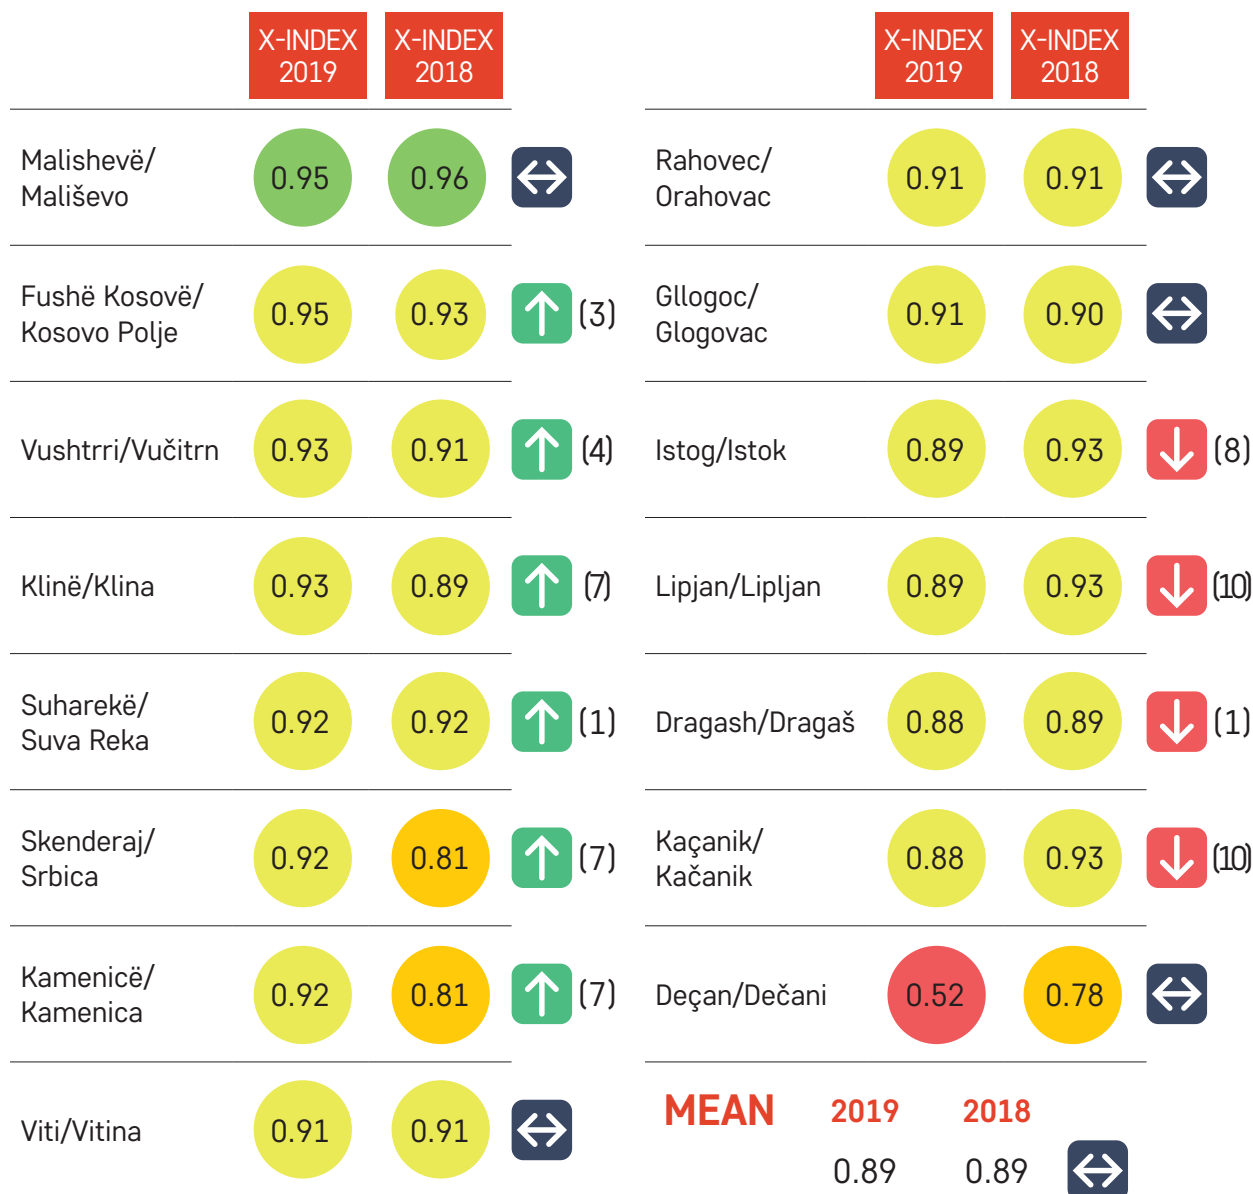 X-INDEX
2019
X-INDEX
2018
Malishevë/
Mališevo
0.95
0.96
Fushë Kosovë/
Kosovo Polje
0.95
0.93
(3)
Vushtrri/Vučitrn
0.93
0.91
(4)
Klinë/Klina
0.93
0.89
(7)
Suharekë/
Suva Reka
0.92
0.92
(1)
Skenderaj/
Srbica
0.92
0.81
(7)
Kamenicë/
Kamenica
0.92
0.81
(7)
Viti/Vitina
0.91
0.91
X-INDEX
2019
X-INDEX
2018
Rahovec/
Orahovac
0.91
0.91
Gllogoc/
Glogovac
0.91
0.90
Istog/Istok
0.89
0.93
(8)
Lipjan/Lipljan
0.89
0.93
(10)
Dragash/Dragaš
0.88
0.89
(1)
Kaçanik/
Kačanik
0.88
0.93
(10)
Deçan/Dečani
0.52
0.78
MEAN 2019 2018
0.89 0.89